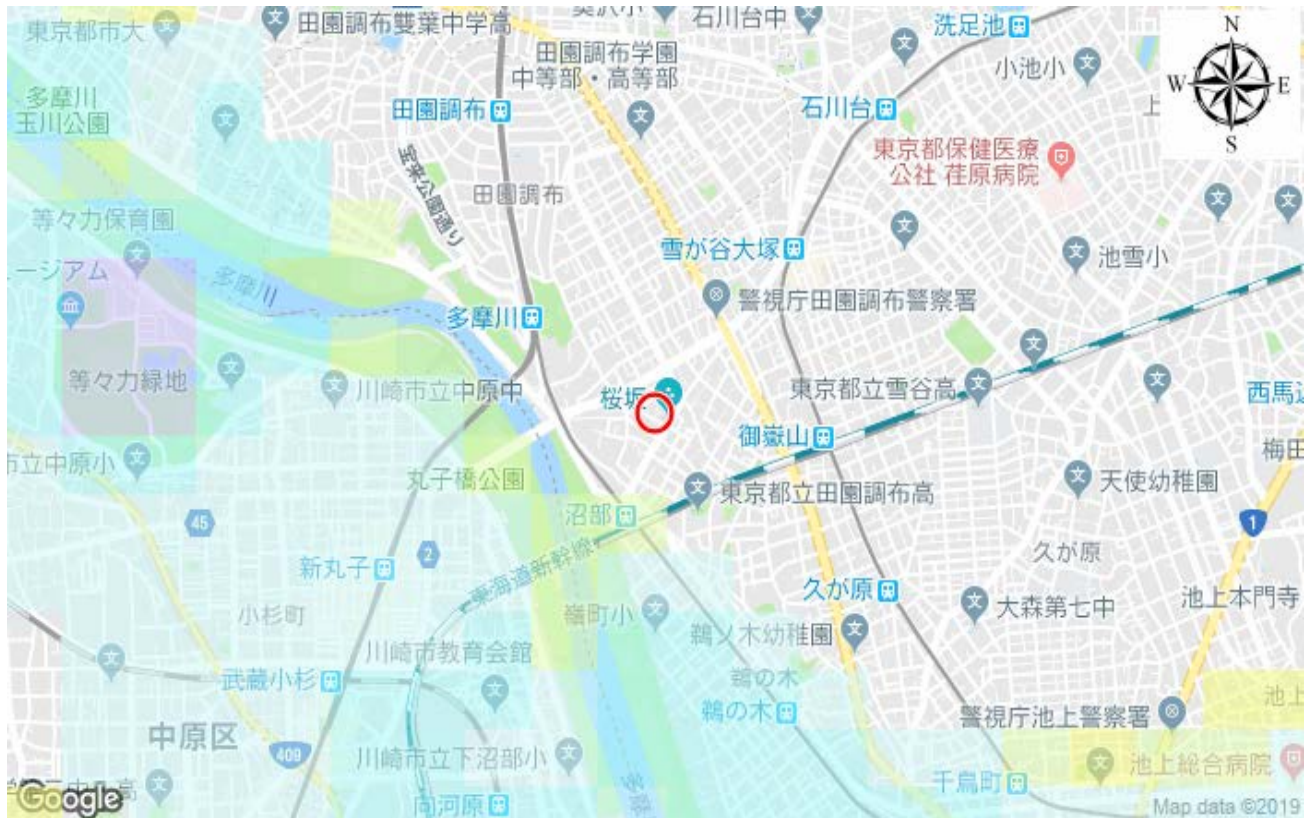 東京都市大
田園調布雙葉中学高
石川台中
洗足池
N
田園調布学園
中等部・高等部
小池小
W
E
S
多摩川
玉川公園
田園調布
石川台
上
東京都保健医療
公社 荏原病院
宝来公園通り
田園調布
等々力保育園
雪が谷大塚
池雪小
ージアム
多摩川
警視庁田園調布警察署
多摩川
等々力緑地
川崎市立中原中
桜坂
東京都立雪谷高
西馬込
御嶽山
梅田
市立中原小
丸子橋公園
東京都立田園調布高
天使幼稚園
45
沼部
1
2
東海道新幹線
久が原
新丸子
久が原
小杉町
嶺町小
大森第七中
池上本門寺
鵜ノ木幼稚園
川崎市教育会館
武蔵小杉
鵜の木
鵜の木
警視庁池上警察署
池上
中原区
409
川崎市立下沼部小
池上総合病院
千鳥町
多摩
高
向河原
Google
Map data ©2019